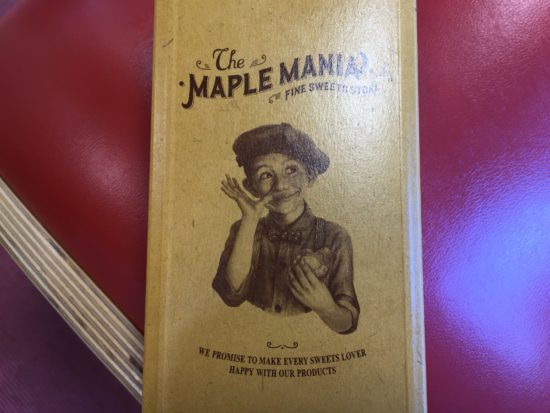 The
MAPLE MANIA
FINE SWEETS STORE
WE PROMISE TO MAKE EVERY SWEETS LOVER
HAPPY WITH OUR PRODUCTS